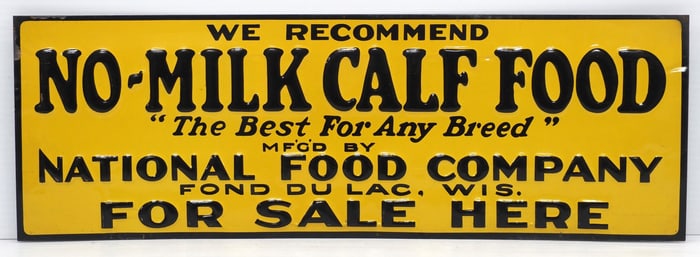 WE RECOMMEND
NO-MILK CALF FOOD
"The Best For Any Breed"
MF'G'D BY
NATIONAL FOOD COMPANY
FOND DU LAC, WIS.
FOR SALE HERE